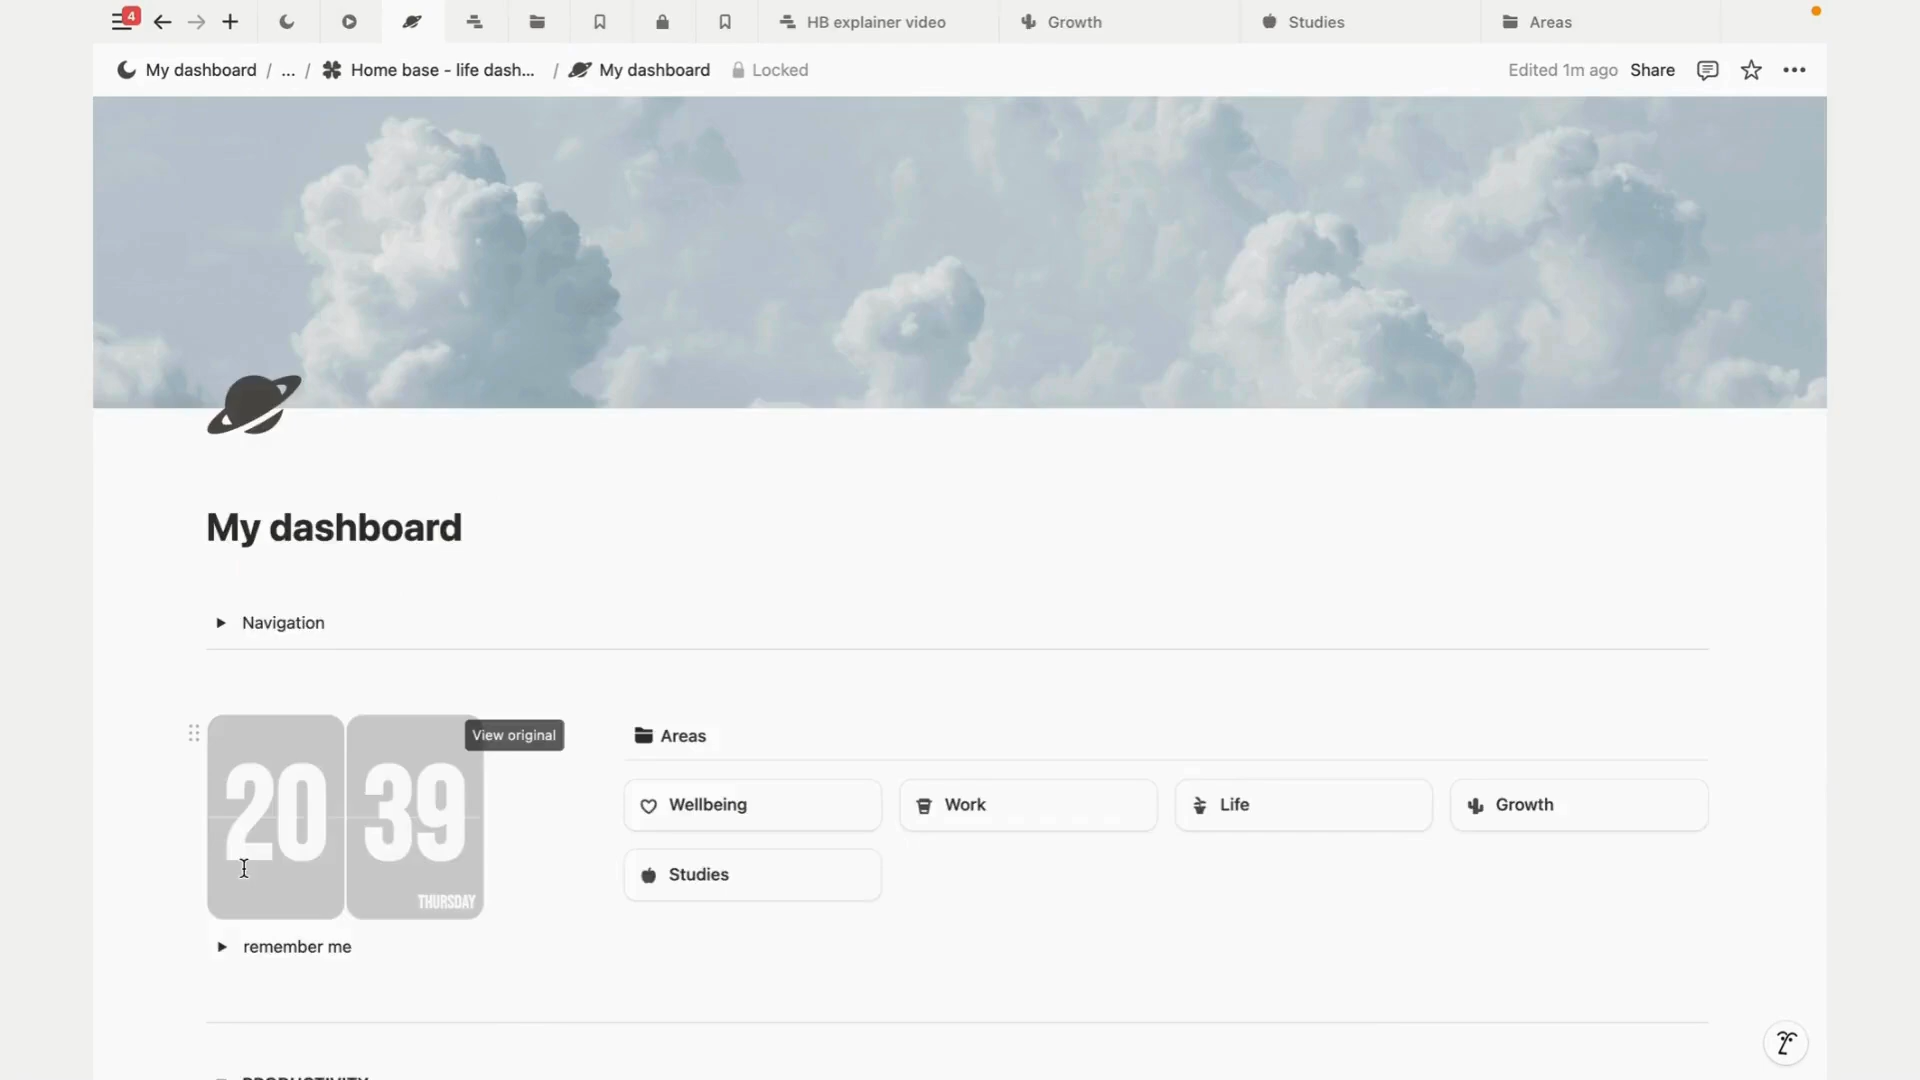 4
HB explainer video
Growth
Studies
Areas
My dashboard / ... / Home base - life dash... / My dashboard Locked
Edited 1m ago Share
My dashboard
Navigation
View original
20 39
THURSDAY
remember me
Areas
Wellbeing
Work
Life
Growth
Studies
PRODUCTIVITY